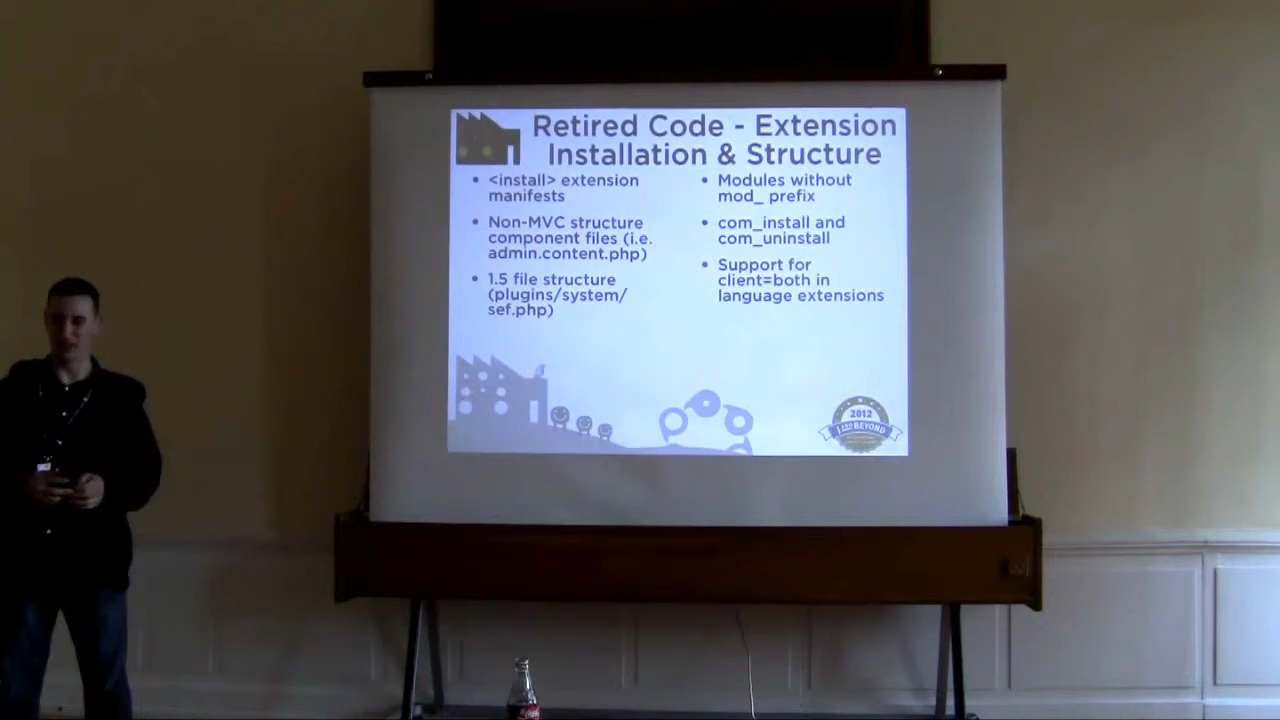 Retired Code - Extension
Installation & Structure
• <install> extension
manifests
• Non-MVC structure
component files (i.e.
admin.content.php)
• 1.5 file structure
(plugins/system/
sef.php)
• Modules without
mod_ prefix
• com_install and
com_uninstall
• Support for
client=both in
language extensions
2012
BEYOND